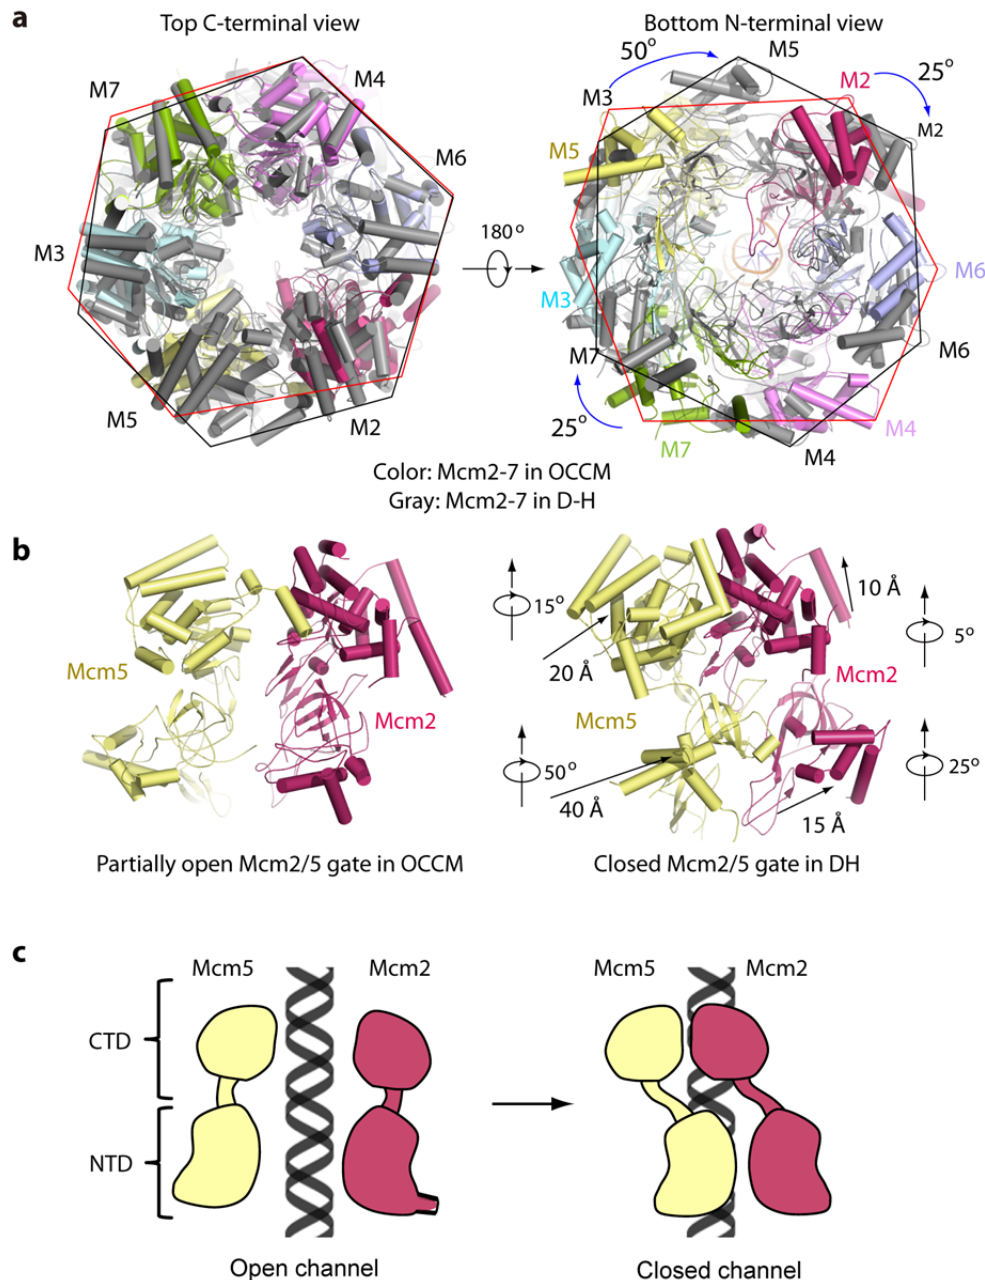 a
Top C-terminal view
Bottom N-terminal view
M7
M4
M6
M3
M5
M2
180°
50°
M5
M3
M2
25°
M2
M5
M3
M6
M7
M6
25°
M7
M4
M4
Color: Mcm2-7 in OCCM
Gray: Mcm2-7 in D-H
b
Mcm5
Mcm2
15°
10 Å
5°
20 Å
Mcm2
Mcm5
50°
25°
40 Å
15 Å
Partially open Mcm2/5 gate in OCCM
Closed Mcm2/5 gate in DH
c
Mcm5
Mcm2
Mcm5
Mcm2
CTD
NTD
Open channel
Closed channel